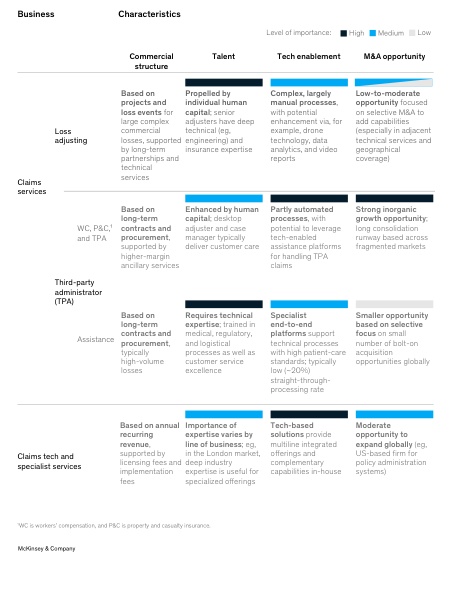 Business
Characteristics
Level of importance: High Medium Low
Commercial
structure
Talent
Tech enablement
M&A opportunity
Claims
services
Loss
adjusting
Based on
projects and
loss events for
large complex
commercial
losses, supported
by long-term
partnerships and
technical
services
Propelled by
individual human
capital; senior
adjusters have deep
technical (eg,
engineering) and
insurance expertise
Complex, largely
manual processes,
with potential
enhancement via, for
example, drone
technology, data
analytics, and video
reports
Low-to-moderate
opportunity focused
on selective M&A to
add capabilities
(especially in adjacent
technical services and
geographical
coverage)
Third-party
administrator
(TPA)
WC, P&C,¹
and TPA
Based on
long-term
contracts and
procurement,
supported by
higher-margin
ancillary services
Enhanced by human
capital; desktop
adjuster and case
manager typically
deliver customer care
Partly automated
processes, with
potential to leverage
tech-enabled
assistance platforms
for handling TPA
claims
Strong inorganic
growth opportunity;
long consolidation
runway based across
fragmented markets
Assistance
Based on
long-term
contracts and
procurement,
typically
high-volume
losses
Requires technical
expertise; trained in
medical, regulatory,
and logistical
processes as well as
customer service
excellence
Specialist
end-to-end
platforms support
technical processes
with high patient-care
standards; typically
low (~20%)
straight-through-
processing rate
Smaller opportunity
based on selective
focus on small
number of bolt-on
acquisition
opportunities globally
Claims tech and
specialist services
Based on annual
recurring
revenue,
supported by
licensing fees and
implementation
fees
Importance of
expertise varies by
line of business; eg,
in the London market,
deep industry
expertise is useful for
specialized offerings
Tech-based
solutions provide
multiline integrated
offerings and
complementary
capabilities in-house
Moderate
opportunity to
expand globally (eg,
US-based firm for
policy administration
systems)
¹WC is workers' compensation, and P&C is property and casualty insurance.
McKinsey & Company